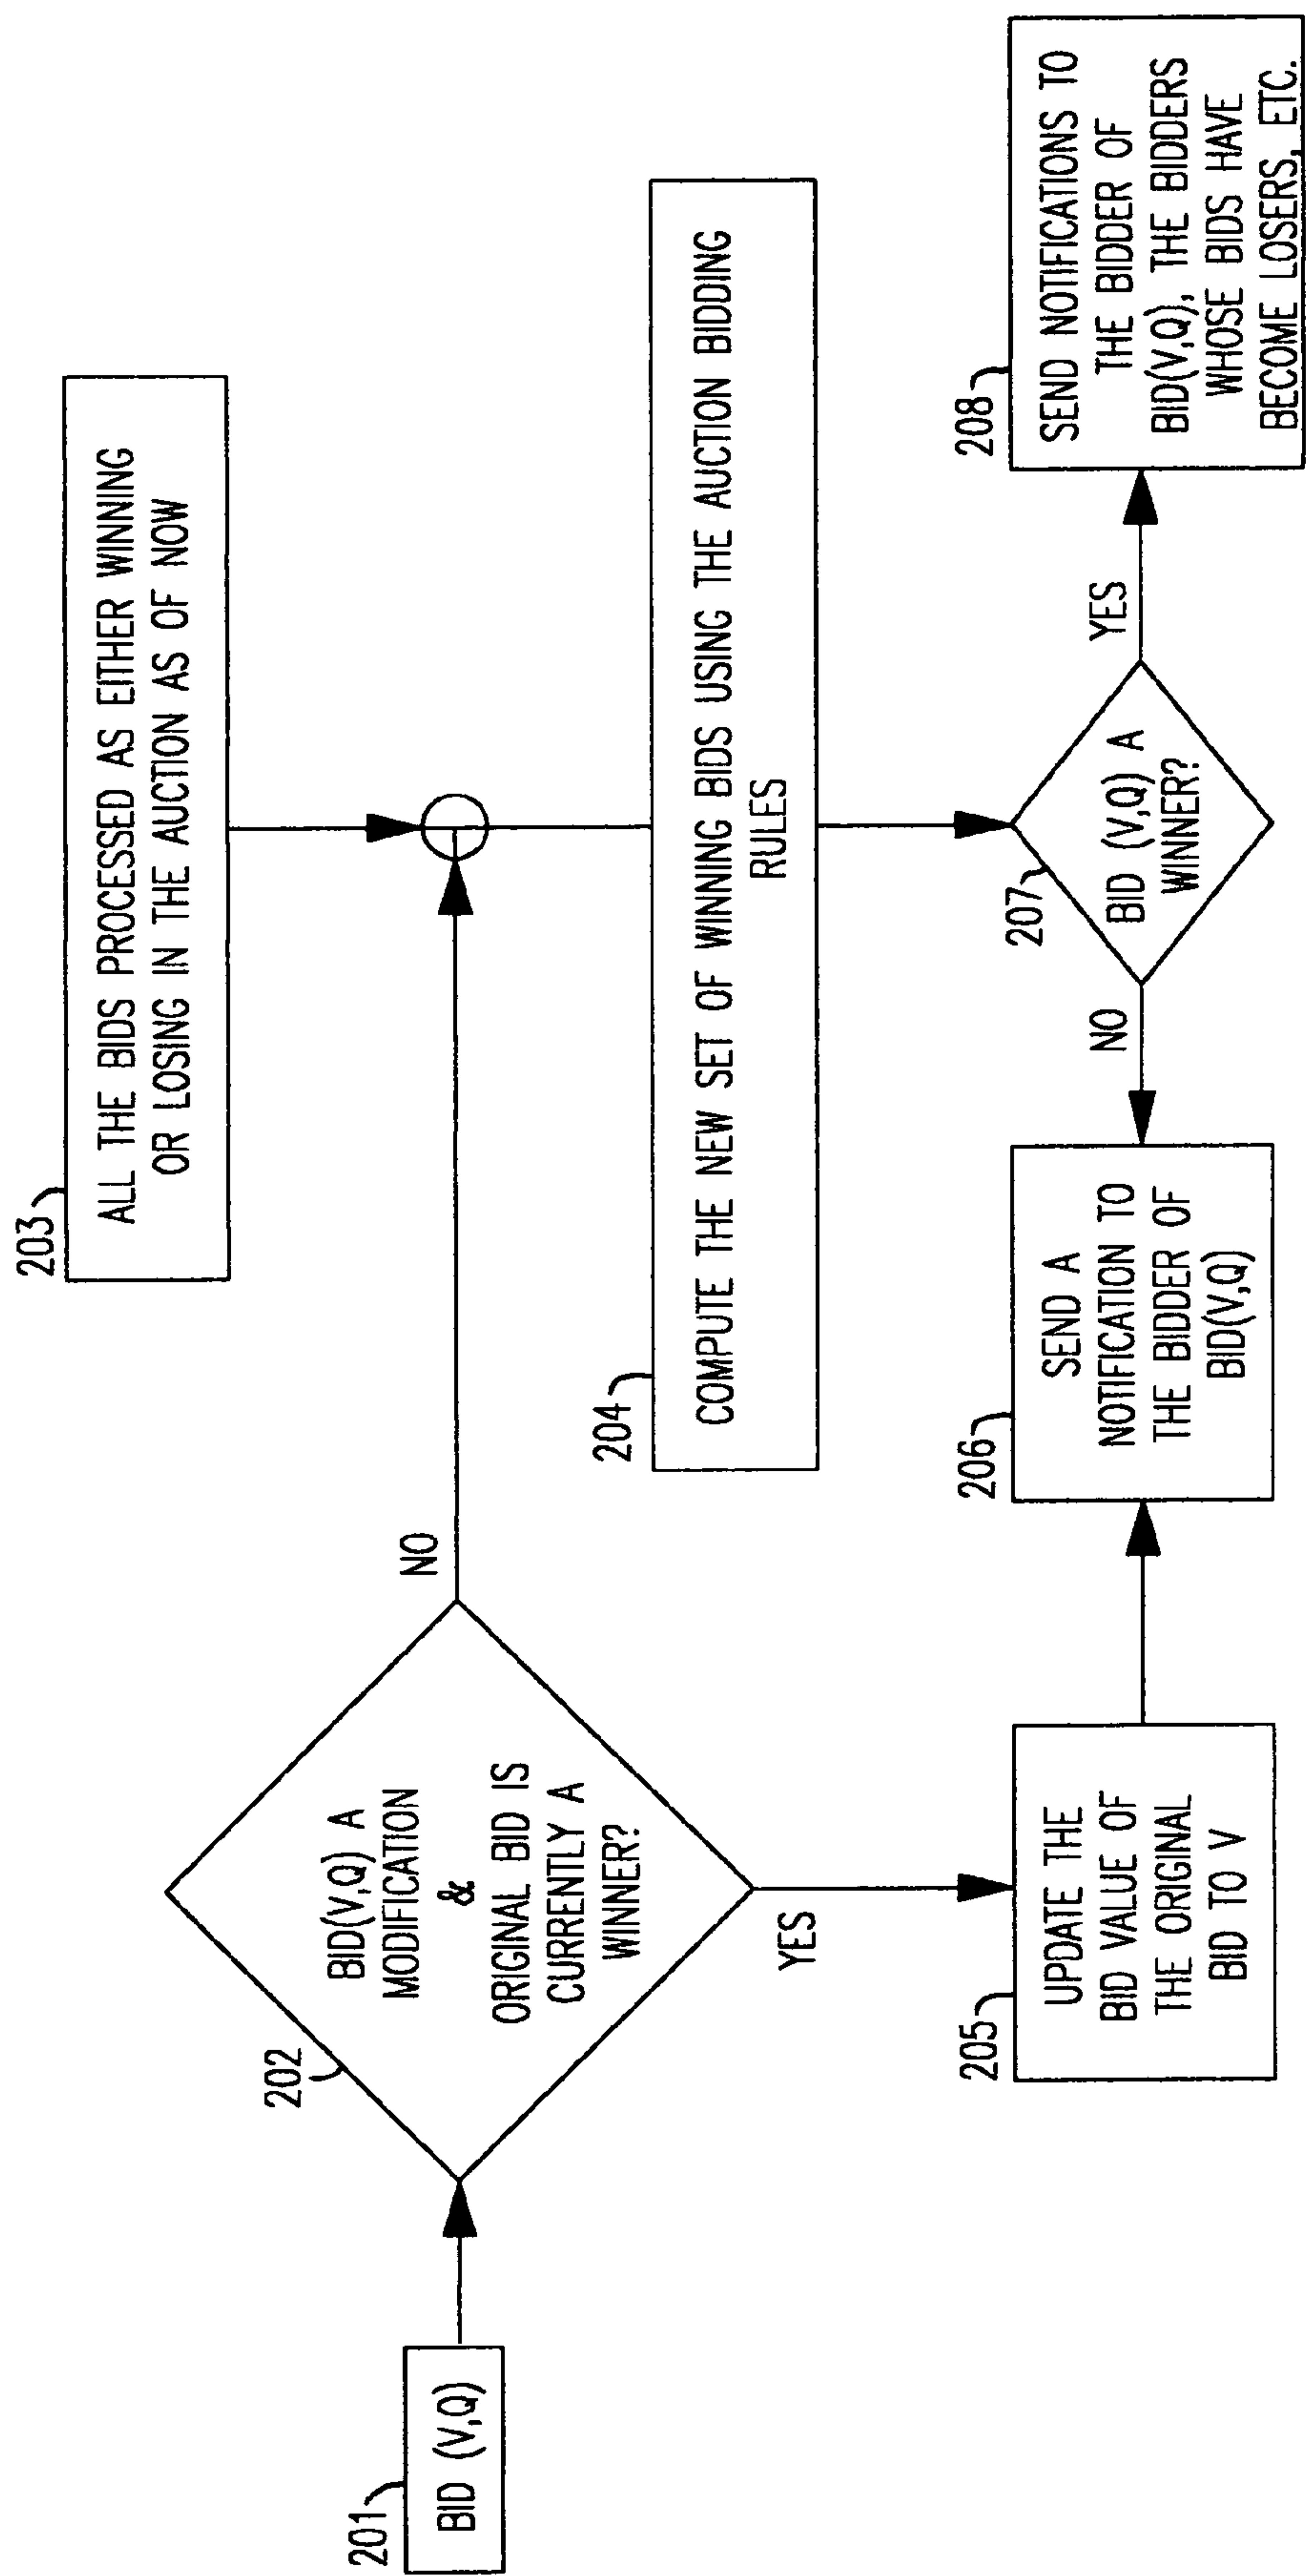 201
BID (V,Q)
202
BID(V,Q) A
MODIFICATION
&
ORIGINAL BID IS
CURRENTLY A
WINNER?
NO
YES
203
ALL THE BIDS PROCESSED AS EITHER WINNING
OR LOSING IN THE AUCTION AS OF NOW
204
COMPUTE THE NEW SET OF WINNING BIDS USING THE AUCTION BIDDING
RULES
205
UPDATE THE
BID VALUE OF
THE ORIGINAL
BID TO V
206
SEND A
NOTIFICATION TO
THE BIDDER OF
BID(V,Q)
NO
207
BID (V,Q) A
WINNER?
YES
208
SEND NOTIFICATIONS TO
THE BIDDER OF
BID(V,Q), THE BIDDERS
WHOSE BIDS HAVE
BECOME LOSERS, ETC.